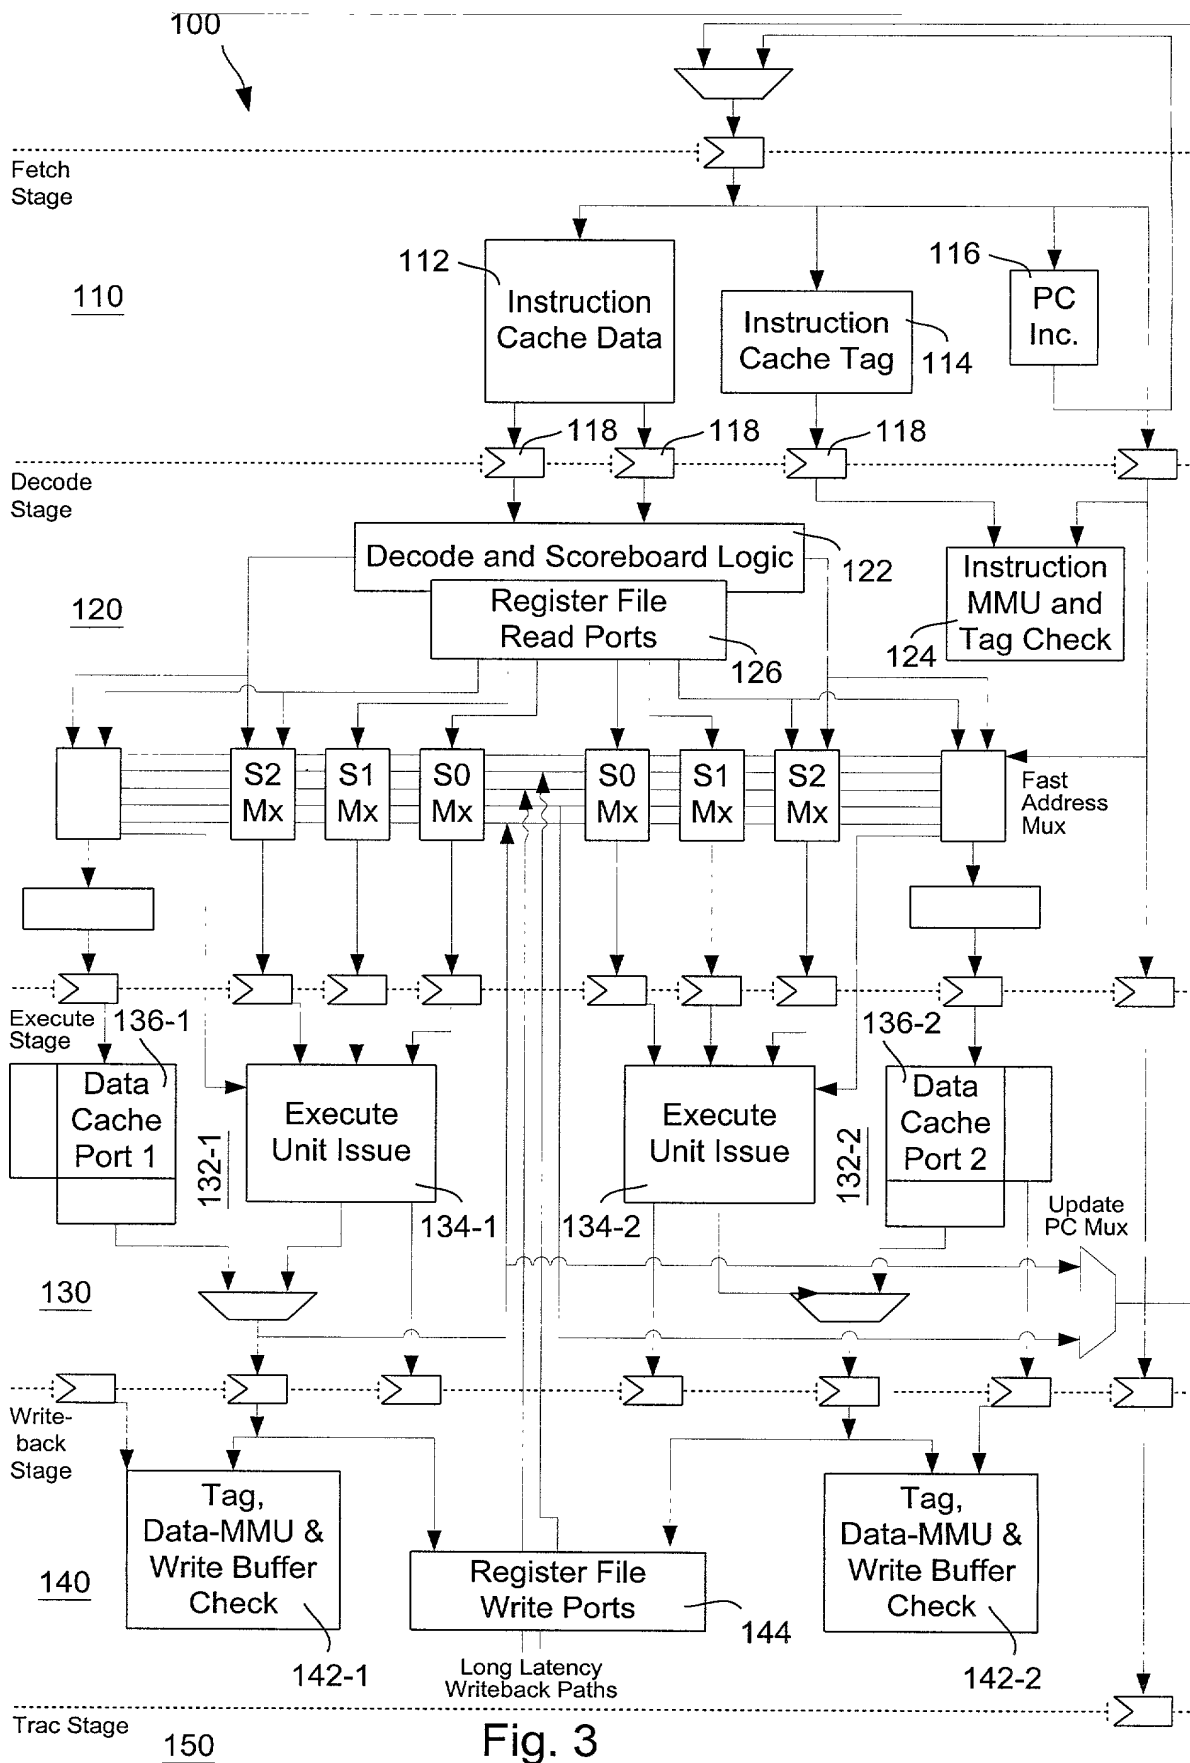 100
Fetch
Stage
112
116
110
Instruction
Cache Data
PC
Inc.
Instruction
Cache Tag
114
118
118
118
Decode
Stage
Decode and Scoreboard Logic
122
Instruction
MMU and
Tag Check
124
120
Register File
Read Ports
126
S2
Mx
S1
Mx
S0
Mx
S0
Mx
S1
Mx
S2
Mx
Fast
Address
Mux
Execute
Stage
136-1
136-2
Data
Cache
Port 1
132-1
Execute
Unit Issue
Execute
Unit Issue
132-2
Data
Cache
Port 2
134-1
134-2
Update
PC Mux
130
Write-
back
Stage
Tag,
Data-MMU &
Write Buffer
Check
Tag,
Data-MMU &
Write Buffer
Check
140
Register File
Write Ports
144
142-1
Long Latency
Writeback Paths
142-2
Trac Stage
150
Fig. 3